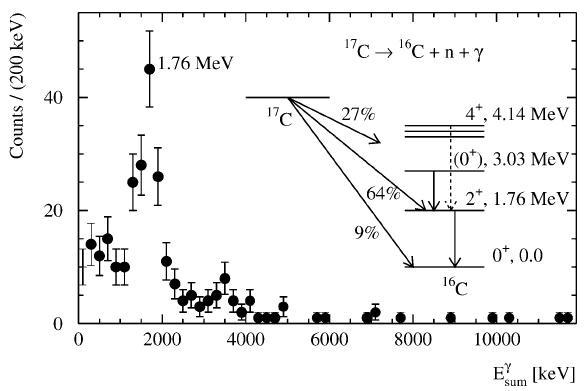 Counts / (200 keV)
0
20
40
1.76 MeV
¹⁷C → ¹⁶C + n + γ
¹⁷C
27%
64%
9%
4⁺, 4.14 MeV
(0⁺), 3.03 MeV
2⁺, 1.76 MeV
0⁺, 0.0
¹⁶C
0 2000 4000 6000 8000 10000
E^γ_sum [keV]